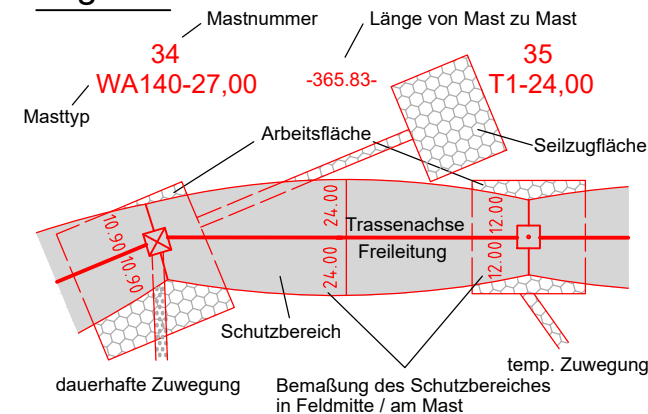 Mastnummer
Länge von Mast zu Mast
34
WA140-27,00
-365.83-
35
T1-24,00
Masttyp
Arbeitsfläche
Seilzugfläche
10.90
10.90
24.00
24.00
12.00
12.00
Trassenachse
Freileitung
Schutzbereich
temp. Zuwegung
dauerhafte Zuwegung
Bemaßung des Schutzbereiches
in Feldmitte / am Mast